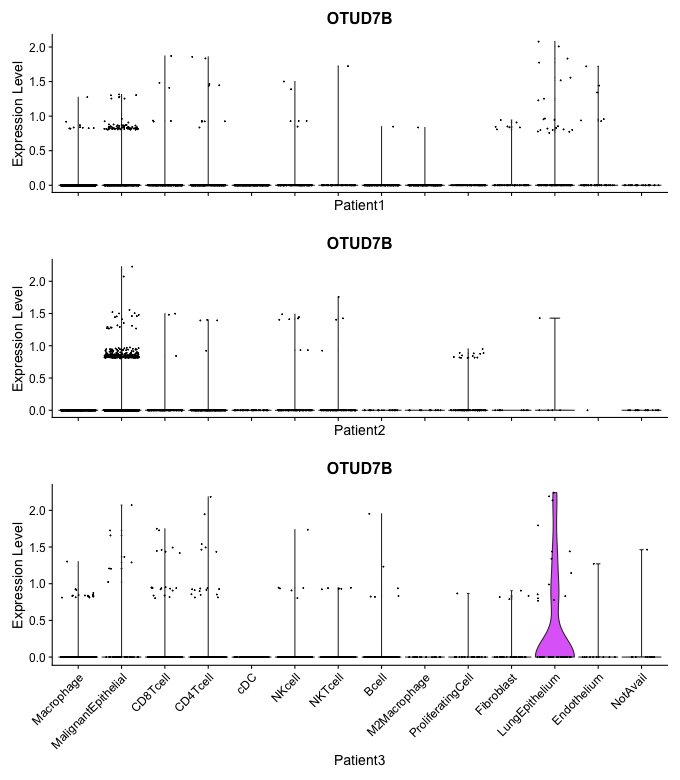 OTUD7B
Expression Level
2.0
1.5
1.0
0.5
0.0
Patient1
OTUD7B
Expression Level
2.0
1.5
1.0
0.5
0.0
Patient2
OTUD7B
Expression Level
2.0
1.5
1.0
0.5
0.0
Macrophage
MalignantEpithelial
CD8Tcell
CD4Tcell
cDC
NKcell
NKTcell
Bcell
M2Macrophage
ProliferatingCell
Fibroblast
LungEpithelium
Endothelium
NotAvail
Patient3